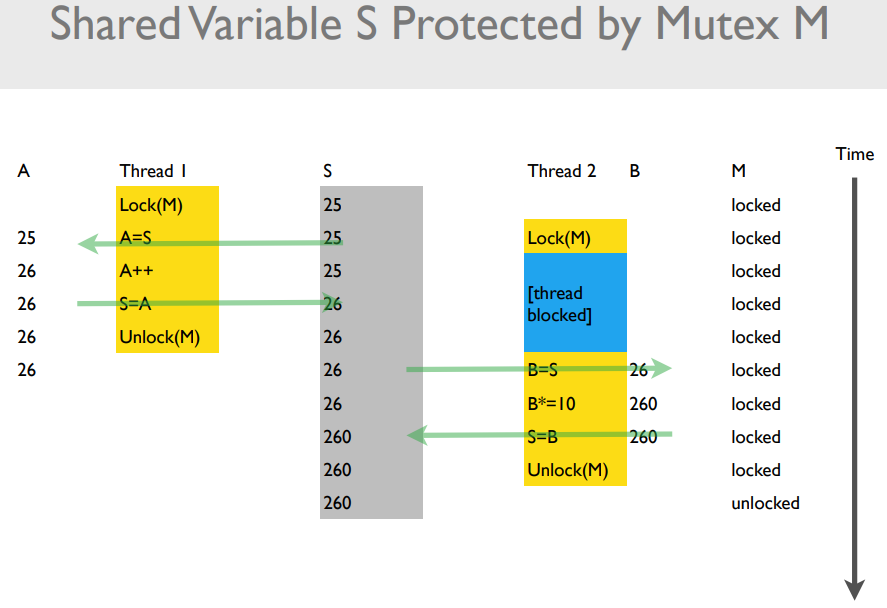 Shared Variable S Protected by Mutex M
Time
A Thread 1 S Thread 2 B M
Lock(M) 25 locked
25 A=S 25 Lock(M) locked
26 A++ 25 locked
[thread
26 S=A 26 locked
blocked]
26 Unlock(M) 26 locked
26 26 B=S 26 locked
26 B*=10 260 locked
260 S=B 260 locked
260 Unlock(M) locked
260 unlocked